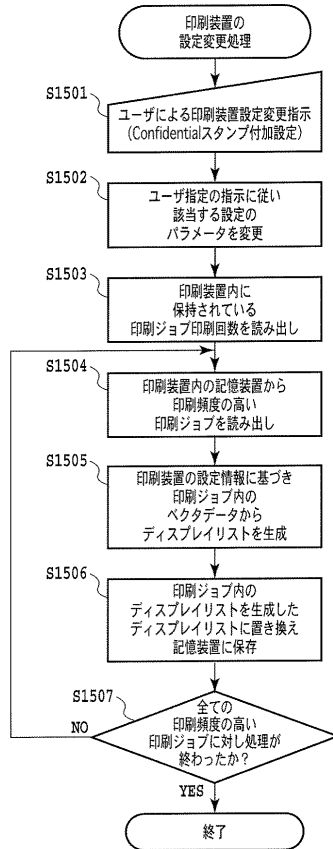 印刷装置の
設定変更処理
S1501
ユーザによる印刷装置設定変更指示
(Confidentialスタンプ付加設定)
S1502
ユーザ指定の指示に従い
該当する設定の
パラメータを変更
S1503
印刷装置内に
保持されている
印刷ジョブ印刷回数を読み出し
S1504
印刷装置内の記憶装置から
印刷頻度の高い
印刷ジョブを読み出し
S1505
印刷装置の設定情報に基づき
印刷ジョブ内の
ベクタデータから
ディスプレイリストを生成
S1506
印刷ジョブ内の
ディスプレイリストを生成した
ディスプレイリストに置き換え
記憶装置に保存
S1507
全ての
印刷頻度の高い
印刷ジョブに対し処理が
終わったか?
NO
YES
終了